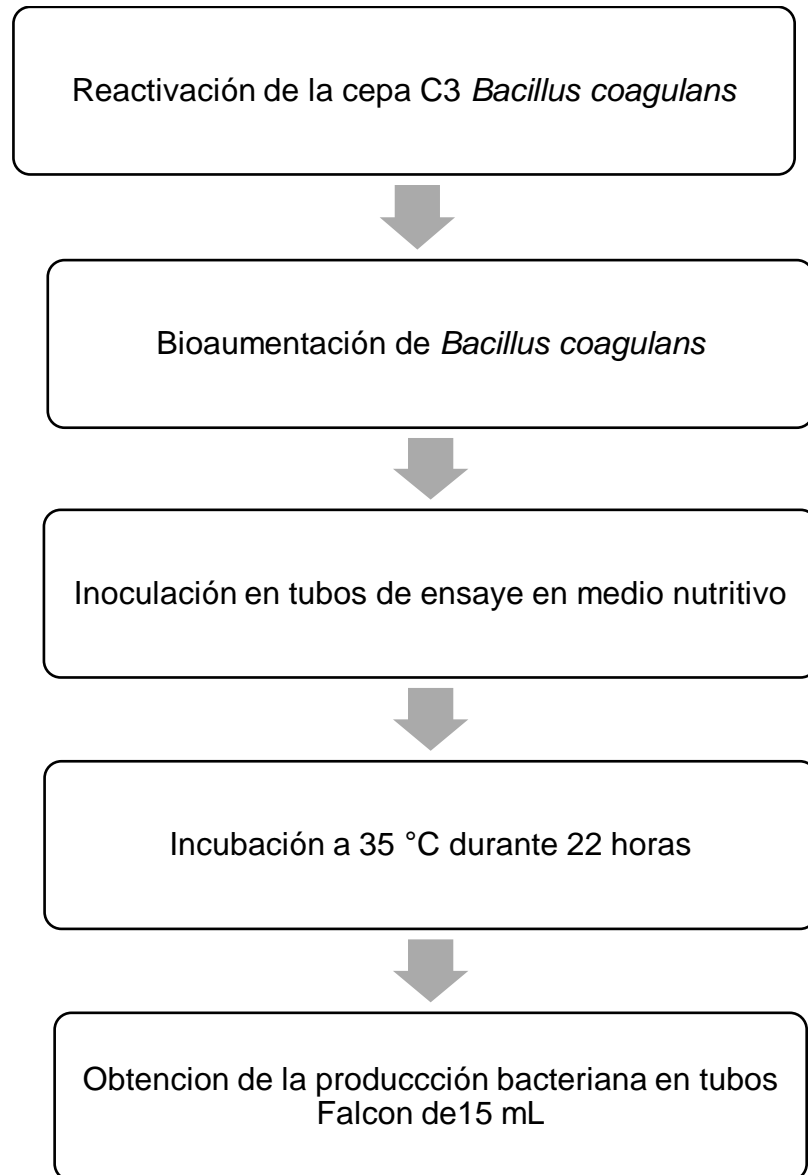 Reactivación de la cepa C3 Bacillus coagulans
Bioaumentación de Bacillus coagulans
Inoculación en tubos de ensaye en medio nutritivo
Incubación a 35 °C durante 22 horas
Obtencion de la produccción bacteriana en tubos
Falcon de15 mL